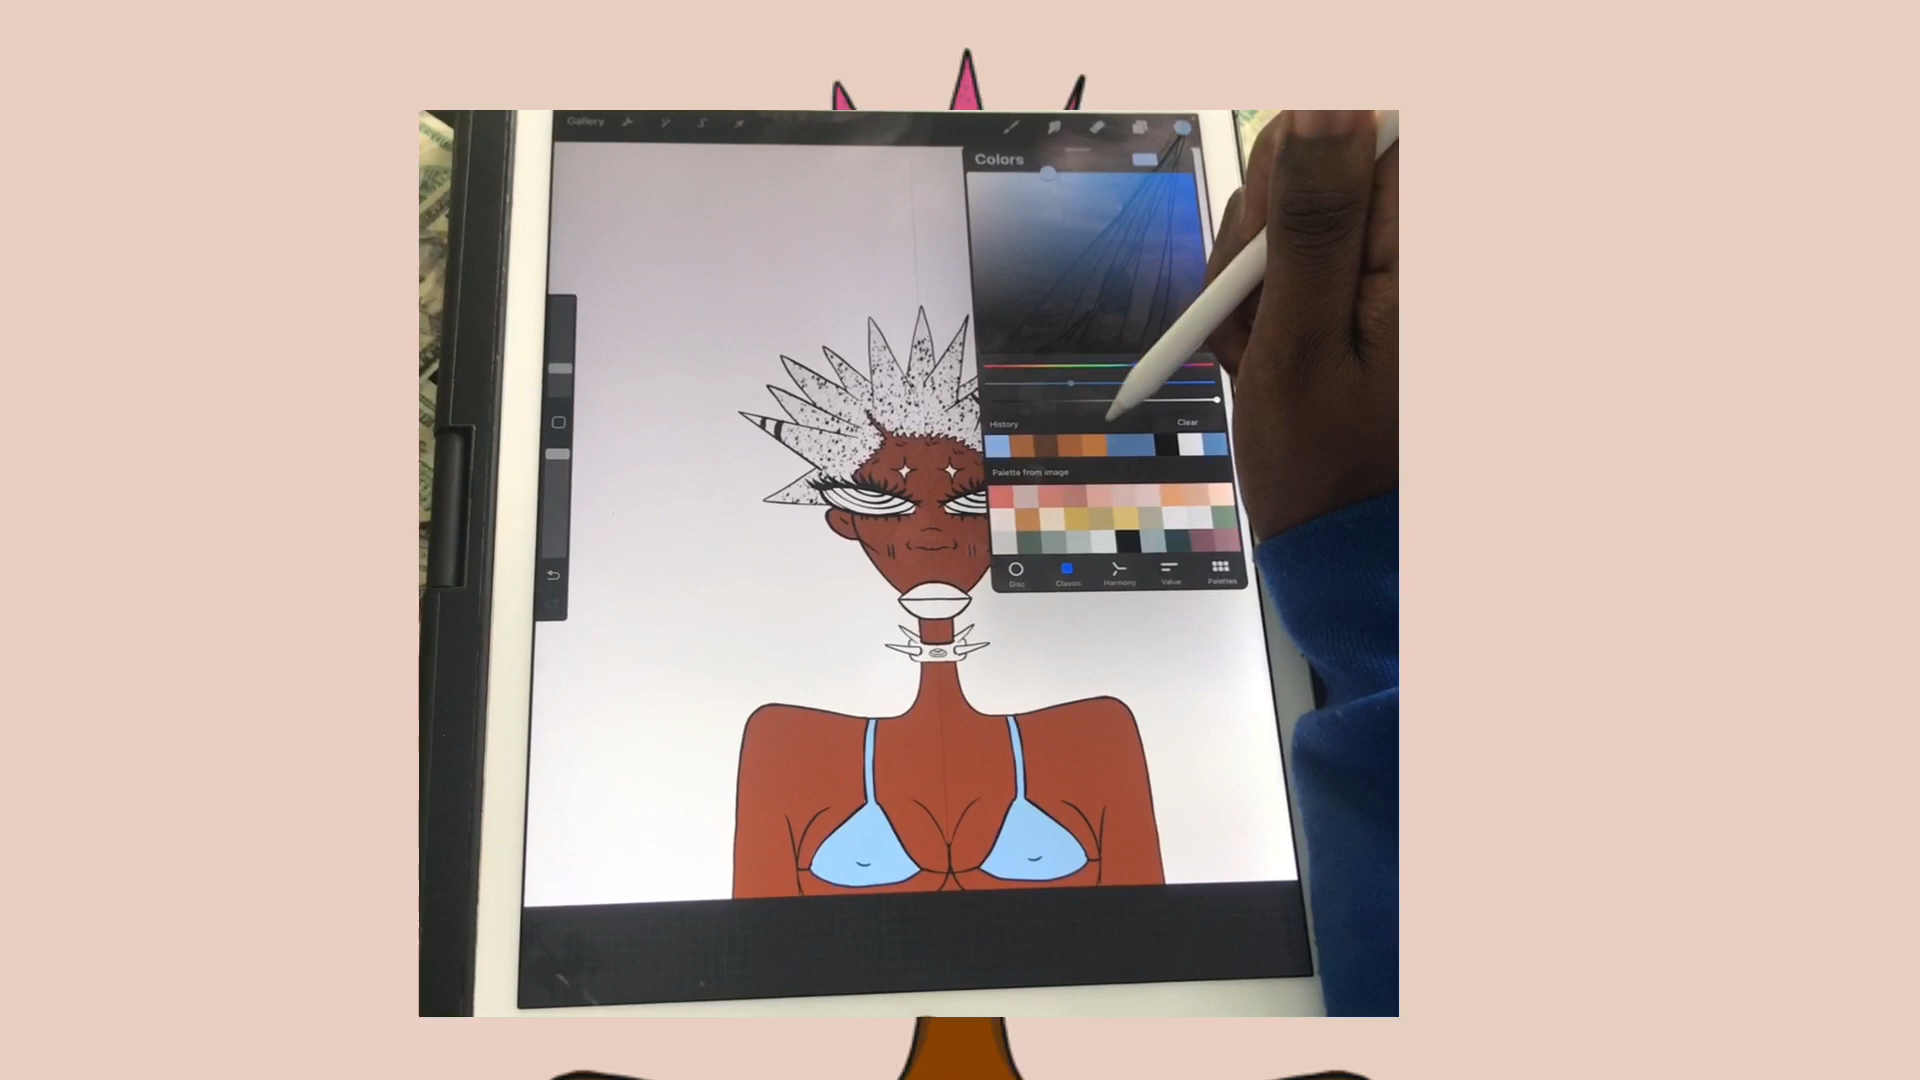 Gallery
Colors
History
Clear
Palette from image
Disc
Classic
Harmony
Value
Palettes